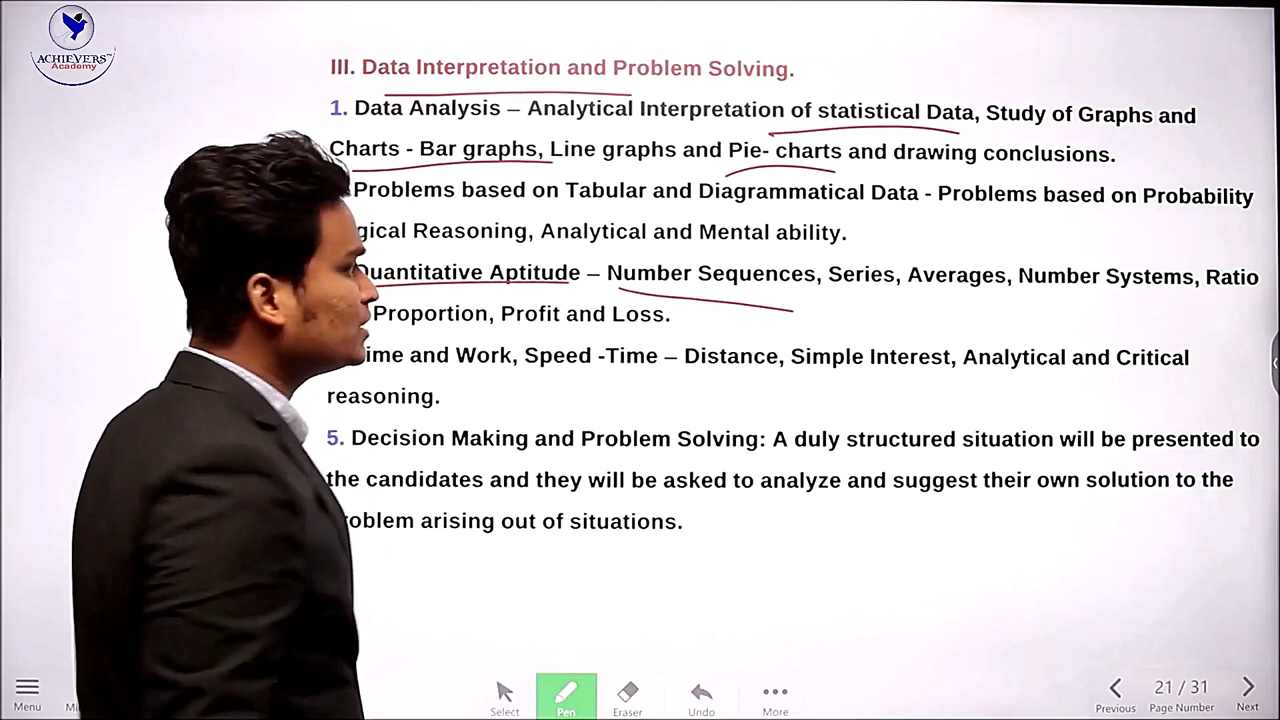 ACHIEVERS
Academy
III. Data Interpretation and Problem Solving.
1. Data Analysis – Analytical Interpretation of statistical Data, Study of Graphs and
Charts - Bar graphs, Line graphs and Pie- charts and drawing conclusions.
Problems based on Tabular and Diagrammatical Data - Problems based on Probability
gical Reasoning, Analytical and Mental ability.
Quantitative Aptitude – Number Sequences, Series, Averages, Number Systems, Ratio
Proportion, Profit and Loss.
ime and Work, Speed -Time – Distance, Simple Interest, Analytical and Critical
reasoning.
5. Decision Making and Problem Solving: A duly structured situation will be presented to
the candidates and they will be asked to analyze and suggest their own solution to the
roblem arising out of situations.
Menu
Select
Pen
Eraser
Undo
More
Previous
21 / 31
Page Number
Next